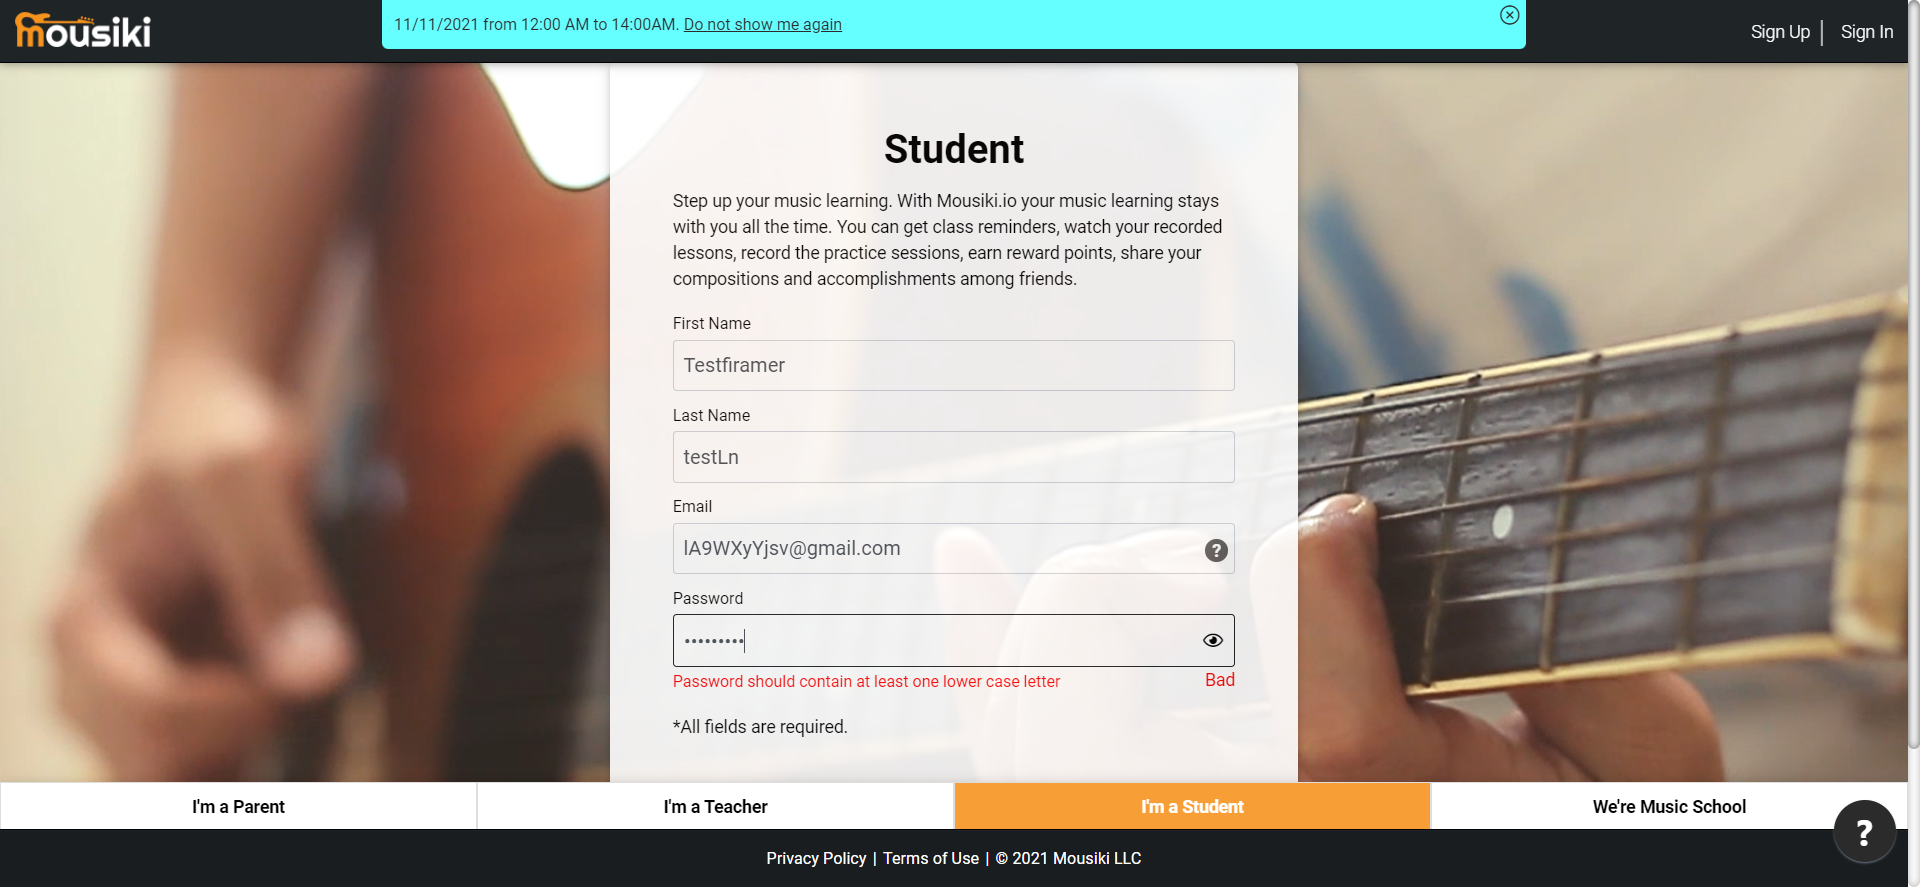 mousiki
11/11/2021 from 12:00 AM to 14:00AM. Do not show me again
Sign Up | Sign In
Student
Step up your music learning. With Mousiki.io your music learning stays
with you all the time. You can get class reminders, watch your recorded
lessons, record the practice sessions, earn reward points, share your
compositions and accomplishments among friends.
First Name
Testfiramer
Last Name
testLn
Email
lA9WXyYjsv@gmail.com
?
Password
•••••••••
Password should contain at least one lower case letter
Bad
*All fields are required.
I'm a Parent
I'm a Teacher
I'm a Student
We're Music School
?
Privacy Policy | Terms of Use | © 2021 Mousiki LLC